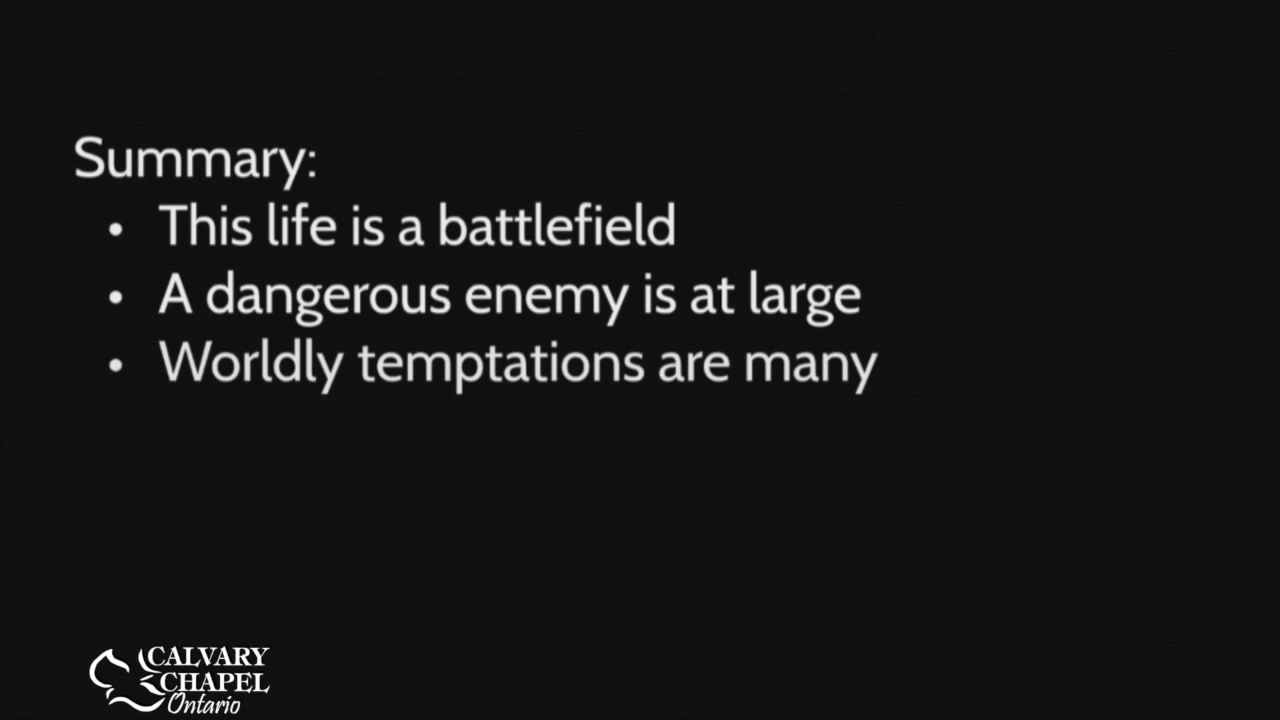 Summary:
• This life is a battlefield
• A dangerous enemy is at large
• Worldly temptations are many
CALVARY
CHAPEL
Ontario